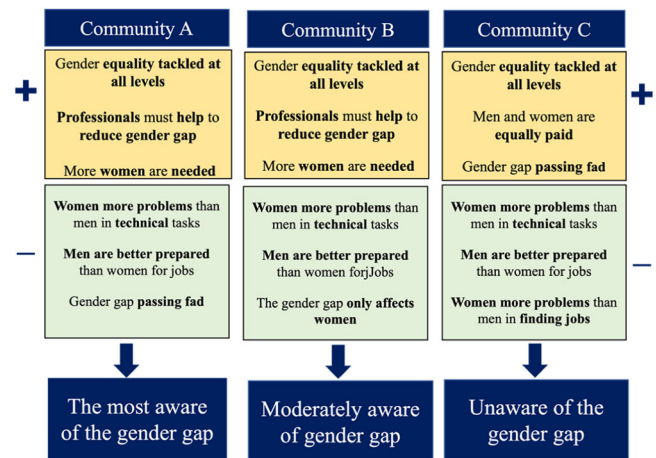 Community A
Gender equality tackled at
all levels
Professionals must help to
reduce gender gap
More women are needed
Women more problems than
men in technical tasks
Men are better prepared
than women for jobs
Gender gap passing fad
The most aware
of the gender gap
Community B
Gender equality tackled at
all levels
Professionals must help to
reduce gender gap
More women are needed
Women more problems than
men in technical tasks
Men are better prepared
than women forjJobs
The gender gap only affects
women
Moderately aware
of gender gap
Community C
Gender equality tackled at
all levels
Men and women are
equally paid
Gender gap passing fad
Women more problems than
men in technical tasks
Men are better prepared
than women for jobs
Women more problems than
men in finding jobs
Unaware of the
gender gap
+
–
+
–